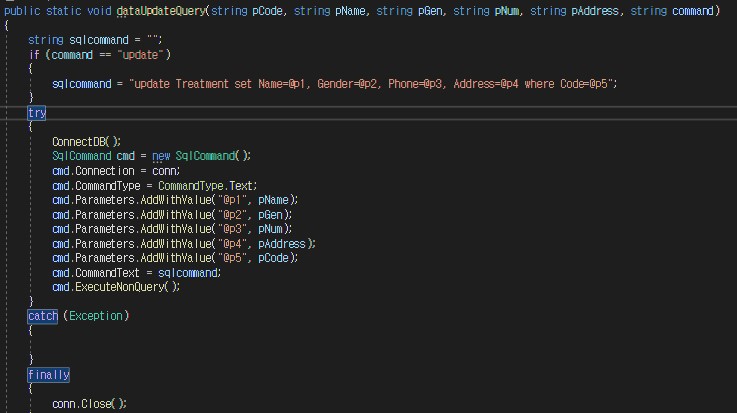 public static void dataUpdateQuery(string pCode, string pName, string pGen, string pNum, string pAddress, string command)
{
string sqlcommand = "";
if (command == "update")
{
sqlcommand = "update Treatment set Name=@p1, Gender=@p2, Phone=@p3, Address=@p4 where Code=@p5";
}
try
{
ConnectDB();
SqlCommand cmd = new SqlCommand();
cmd.Connection = conn;
cmd.CommandType = CommandType.Text;
cmd.Parameters.AddWithValue("@p1", pName);
cmd.Parameters.AddWithValue("@p2", pGen);
cmd.Parameters.AddWithValue("@p3", pNum);
cmd.Parameters.AddWithValue("@p4", pAddress);
cmd.Parameters.AddWithValue("@p5", pCode);
cmd.CommandText = sqlcommand;
cmd.ExecuteNonQuery();
}
catch (Exception)
{
}
finally
{
conn.Close();